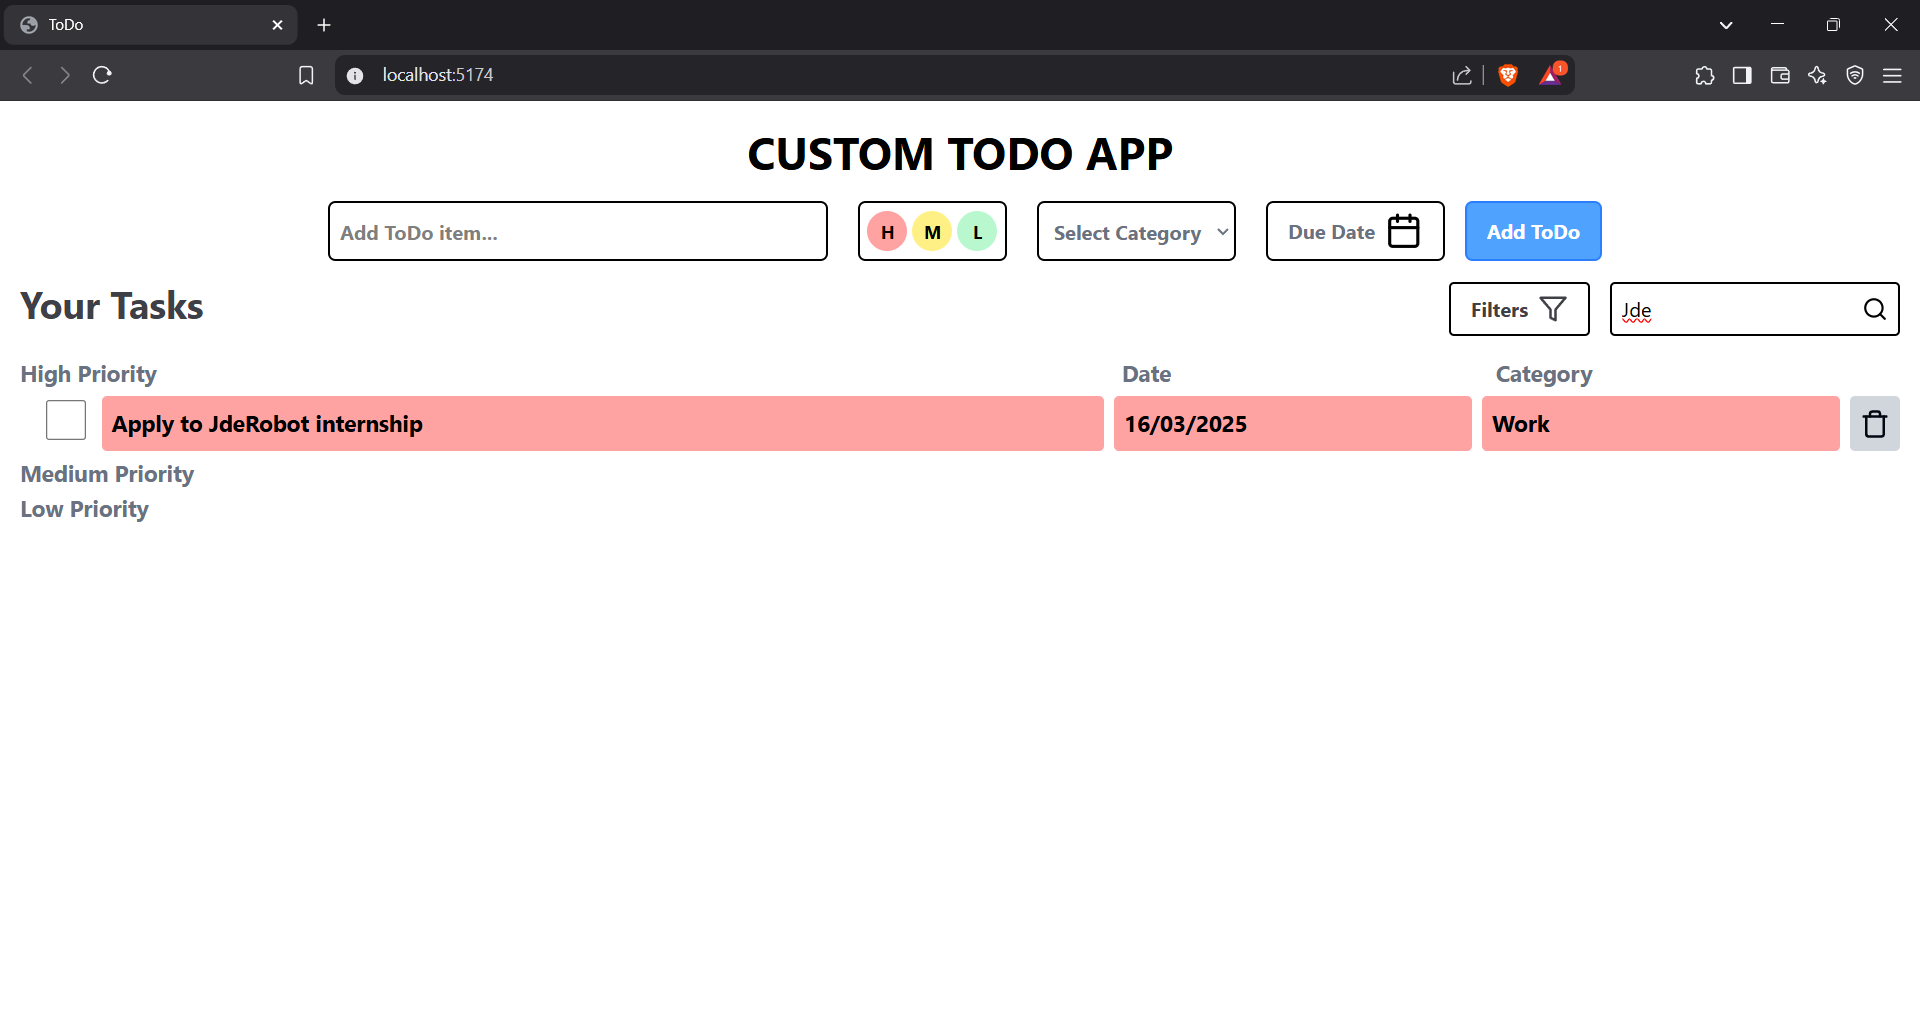 ToDo
localhost:5174
1
CUSTOM TODO APP
Add ToDo item...
H M L
Select Category
Due Date
Add ToDo
Your Tasks
Filters
Jde
High Priority Date Category
Apply to JdeRobot internship 16/03/2025 Work
Medium Priority
Low Priority